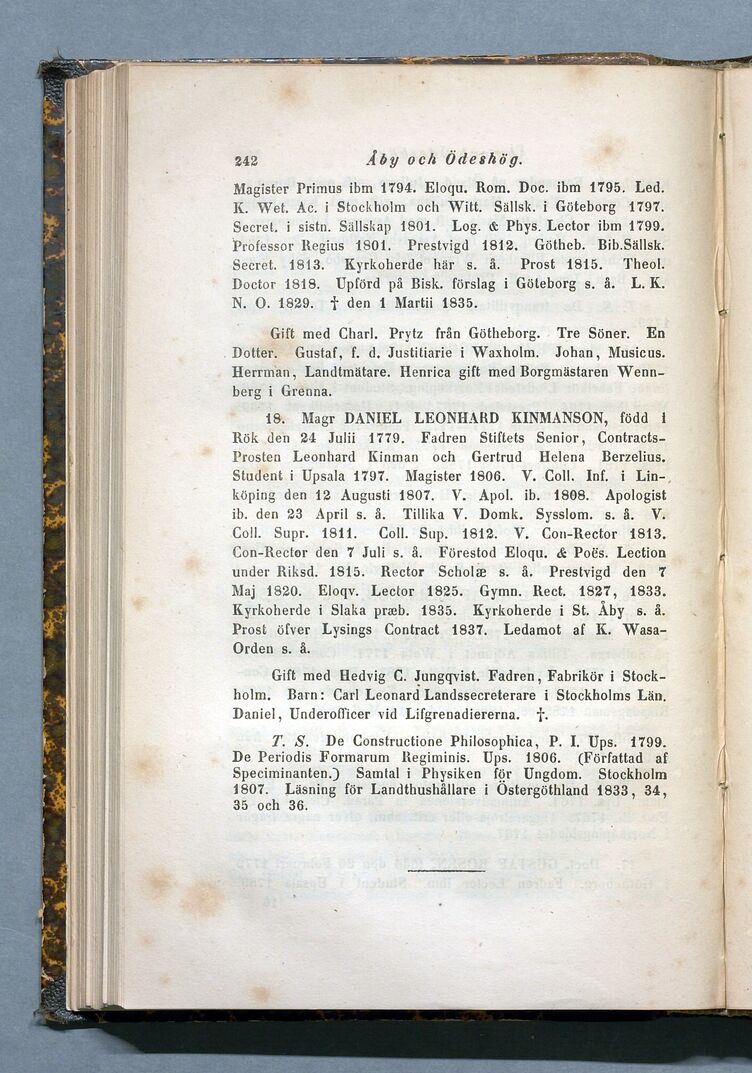 242 Åby och Ödeshög.
Magister Primus ibm 1794. Eloqu. Rom. Doc. ibm 1795. Led.
K. Wet. Ac. i Stockholm och Witt. Sällsk. i Göteborg 1797.
Secret. i sistn. Sällskap 1801. Log. & Phys. Lector ibm 1799.
Professor Regius 1801. Prestvigd 1812. Götheb. Bib.Sällsk.
Secret. 1813. Kyrkoherde här s. å. Prost 1815. Theol.
Doctor 1818. Upförd på Bisk. förslag i Göteborg s. å. L. K.
N. O. 1829. † den 1 Martii 1835.
Gift med Charl. Prytz från Götheborg. Tre Söner. En
Dotter. Gustaf, f. d. Justitiarie i Waxholm. Johan, Musicus.
Herrman, Landtmätare. Henrica gift med Borgmästaren Wenn-
berg i Grenna.
18. Magr DANIEL LEONHARD KINMANSON, född i
Rök den 24 Julii 1779. Fadren Stiftets Senior, Contracts-
Prosten Leonhard Kinman och Gertrud Helena Berzelius.
Student i Upsala 1797. Magister 1806. V. Coll. Inf. i Lin-
köping den 12 Augusti 1807. V. Apol. ib. 1808. Apologist
ib. den 23 April s. å. Tillika V. Domk. Sysslom. s. å. V.
Coll. Supr. 1811. Coll. Sup. 1812. V. Con-Rector 1813.
Con-Rector den 7 Juli s. å. Förestod Eloqu. & Poës. Lection
under Riksd. 1815. Rector Scholæ s. å. Prestvigd den 7
Maj 1820. Eloqv. Lector 1825. Gymn. Rect. 1827, 1833.
Kyrkoherde i Slaka præb. 1835. Kyrkoherde i St. Åby s. å.
Prost öfver Lysings Contract 1837. Ledamot af K. Wasa-
Orden s. å.
Gift med Hedvig C. Jungqvist. Fadren, Fabrikör i Stock-
holm. Barn: Carl Leonard Landssecreterare i Stockholms Län.
Daniel, Underofficer vid Lifgrenadiererna. †.
T. S. De Constructione Philosophica, P. I. Ups. 1799.
De Periodis Formarum Regiminis. Ups. 1806. (Författad af
Speciminanten.) Samtal i Physiken för Ungdom. Stockholm
1807. Läsning för Landthushållare i Östergöthland 1833, 34,
35 och 36.